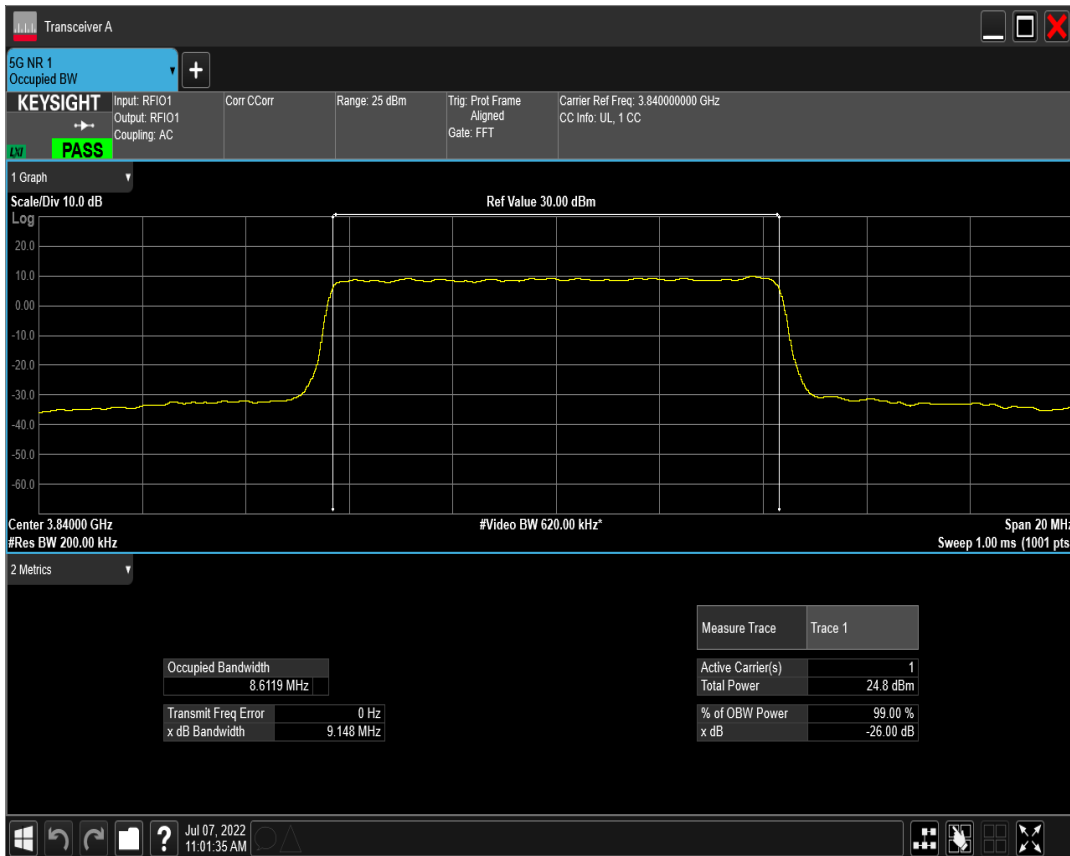 Transceiver A
5G NR 1
Occupied BW
+
KEYSIGHT
LXI
PASS
Input: RFIO1
Output: RFIO1
Coupling: AC
Corr CCorr
Range: 25 dBm
Trig: Prot Frame
Aligned
Gate: FFT
Carrier Ref Freq: 3.840000000 GHz
CC Info: UL, 1 CC
1 Graph
Scale/Div 10.0 dB
Ref Value 30.00 dBm
Log
20.0
10.0
0.00
-10.0
-20.0
-30.0
-40.0
-50.0
-60.0
Center 3.84000 GHz
#Video BW 620.00 kHz*
Span 20 MHz
#Res BW 200.00 kHz
Sweep 1.00 ms (1001 pts
2 Metrics
Measure Trace Trace 1
Occupied Bandwidth
8.6119 MHz
Active Carrier(s) 1
Total Power 24.8 dBm
Transmit Freq Error 0 Hz
x dB Bandwidth 9.148 MHz
% of OBW Power 99.00 %
x dB -26.00 dB
?
Jul 07, 2022
11:01:35 AM